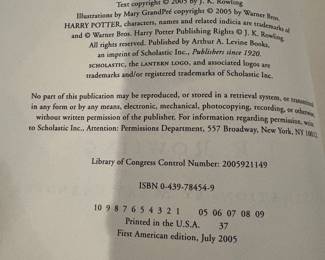 Text copyright © 2005 by J. K. Rowling
Illustrations by Mary GrandPré copyright © 2005 by Warner Bros.
HARRY POTTER, characters, names and related indicia are trademarks of
and © Warner Bros. Harry Potter Publishing Rights © J. K. Rowling.
All rights reserved. Published by Arthur A. Levine Books,
an imprint of Scholastic Inc., Publishers since 1920.
SCHOLASTIC, the LANTERN LOGO, and associated logos are
trademarks and/or registered trademarks of Scholastic Inc.
No part of this publication may be reproduced, or stored in a retrieval system, or transmitted
in any form or by any means, electronic, mechanical, photocopying, recording, or otherwise,
without written permission of the publisher. For information regarding permission, write
to Scholastic Inc., Attention: Permissions Department, 557 Broadway, New York, NY 10012.
Library of Congress Control Number: 2005921149
ISBN 0-439-78454-9
10 9 8 7 6 5 4 3 2 1 05 06 07 08 09
Printed in the U.S.A. 37
First American edition, July 2005